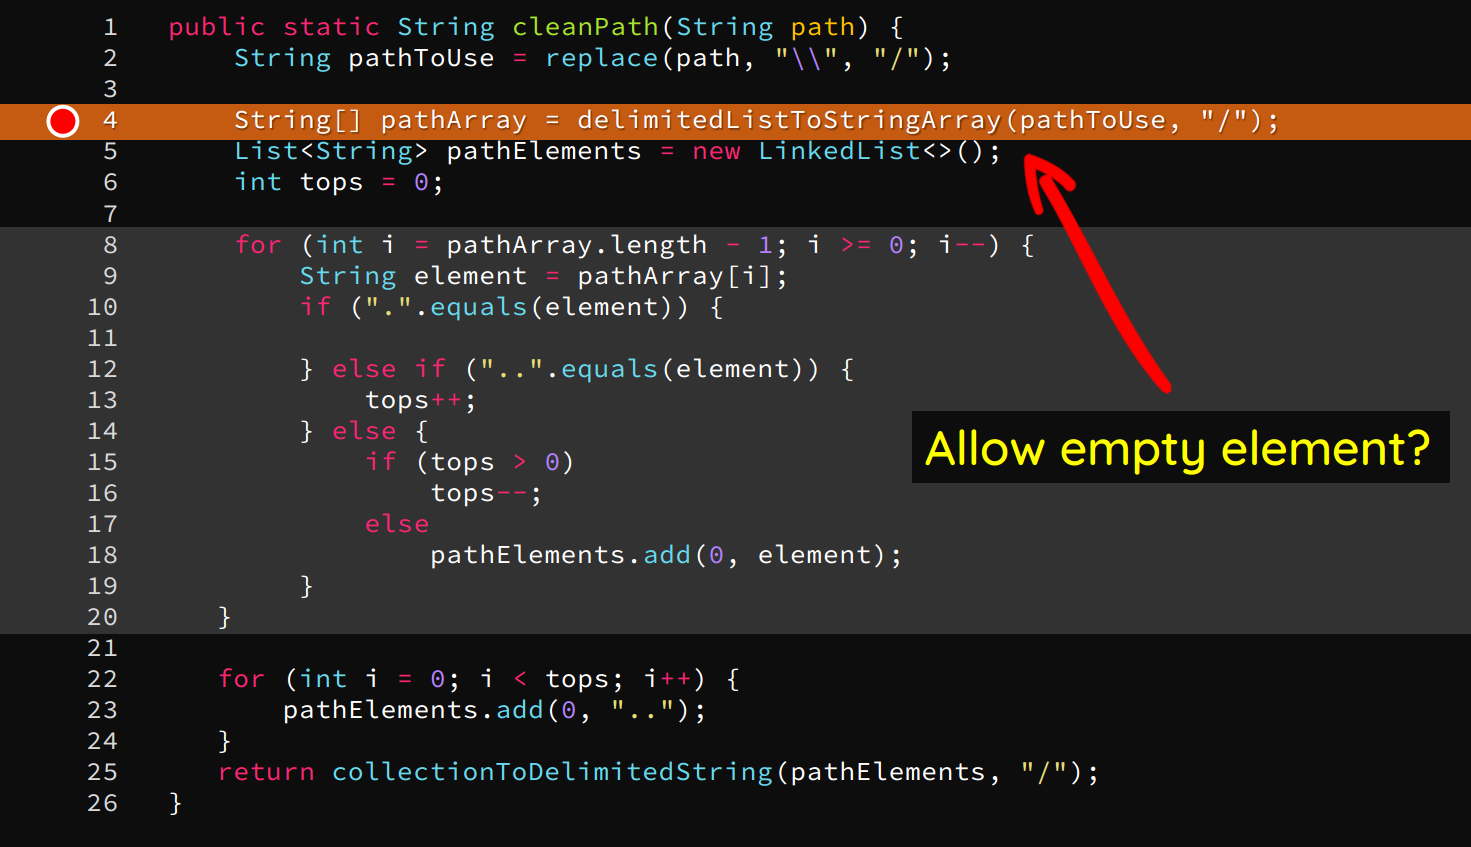 1 public static String cleanPath(String path) {
2 String pathToUse = replace(path, "\\", "/");
3
4 String[] pathArray = delimitedListToStringArray(pathToUse, "/");
5 List<String> pathElements = new LinkedList<>();
6 int tops = 0;
7
8 for (int i = pathArray.length - 1; i >= 0; i--) {
9 String element = pathArray[i];
10 if (".".equals(element)) {
11
12 } else if ("..".equals(element)) {
13 tops++;
14 } else {
15 if (tops > 0)
16 tops--;
17 else
18 pathElements.add(0, element);
19 }
20 }
21
22 for (int i = 0; i < tops; i++) {
23 pathElements.add(0, "..");
24 }
25 return collectionToDelimitedString(pathElements, "/");
26 }
Allow empty element?